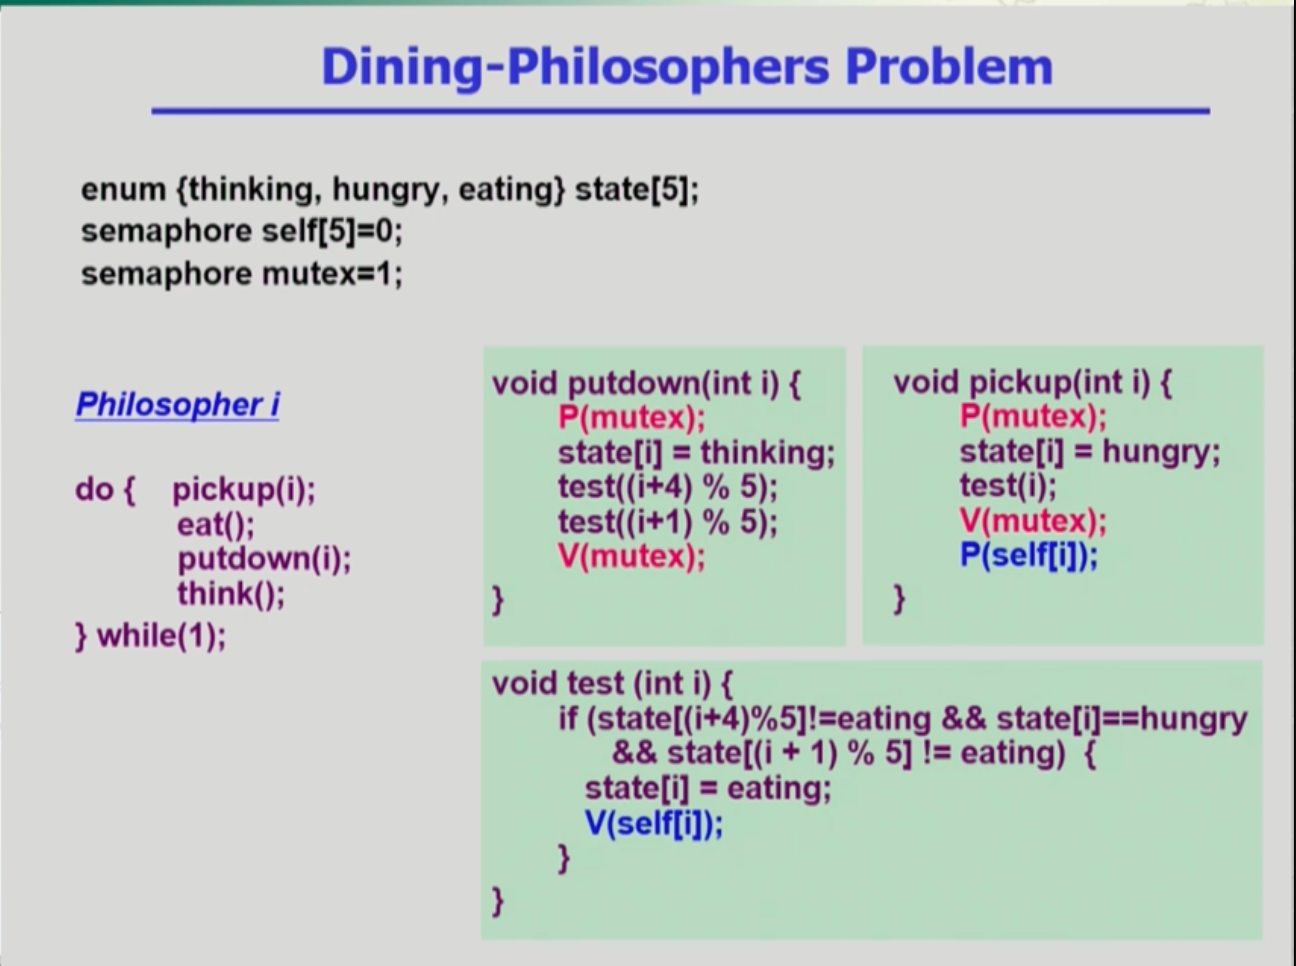 Dining-Philosophers Problem
enum {thinking, hungry, eating} state[5];
semaphore self[5]=0;
semaphore mutex=1;
Philosopher i
do {    pickup(i);
eat();
putdown(i);
think();
} while(1);
void putdown(int i) {
P(mutex);
state[i] = thinking;
test((i+4) % 5);
test((i+1) % 5);
V(mutex);
}
void pickup(int i) {
P(mutex);
state[i] = hungry;
test(i);
V(mutex);
P(self[i]);
}
void test (int i) {
if (state[(i+4)%5]!=eating && state[i]==hungry
&& state[(i + 1) % 5] != eating)  {
state[i] = eating;
V(self[i]);
}
}